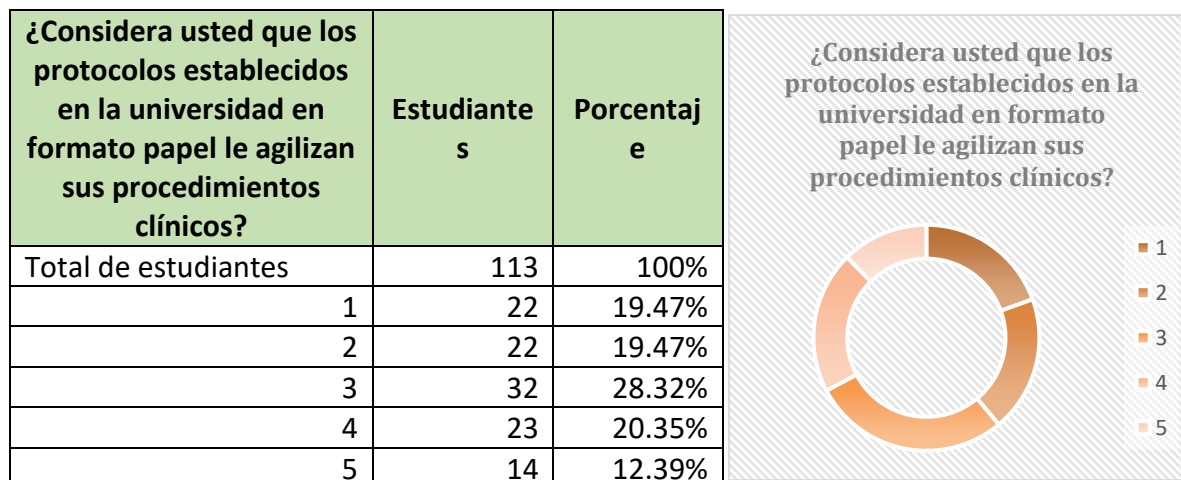 ¿Considera usted que los
protocolos establecidos
en la universidad en
formato papel le agilizan
sus procedimientos
clínicos?
Estudiante
s
Porcentaj
e
Total de estudiantes 113 100%
1 22 19.47%
2 22 19.47%
3 32 28.32%
4 23 20.35%
5 14 12.39%
¿Considera usted que los
protocolos establecidos en la
universidad en formato
papel le agilizan sus
procedimientos clínicos?
1
2
3
4
5